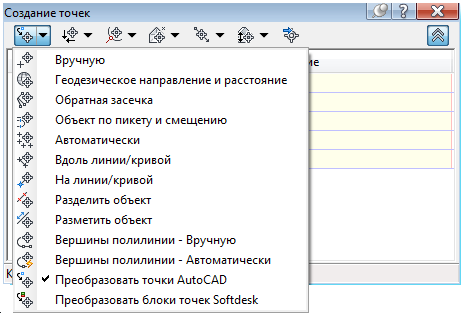 Создание точек
Вручную
Геодезическое направление и расстояние
Обратная засечка
Объект по пикету и смещению
Автоматически
Вдоль линии/кривой
На линии/кривой
Разделить объект
Разметить объект
Вершины полилинии - Вручную
Вершины полилинии - Автоматически
Преобразовать точки AutoCAD
Преобразовать блоки точек Softdesk